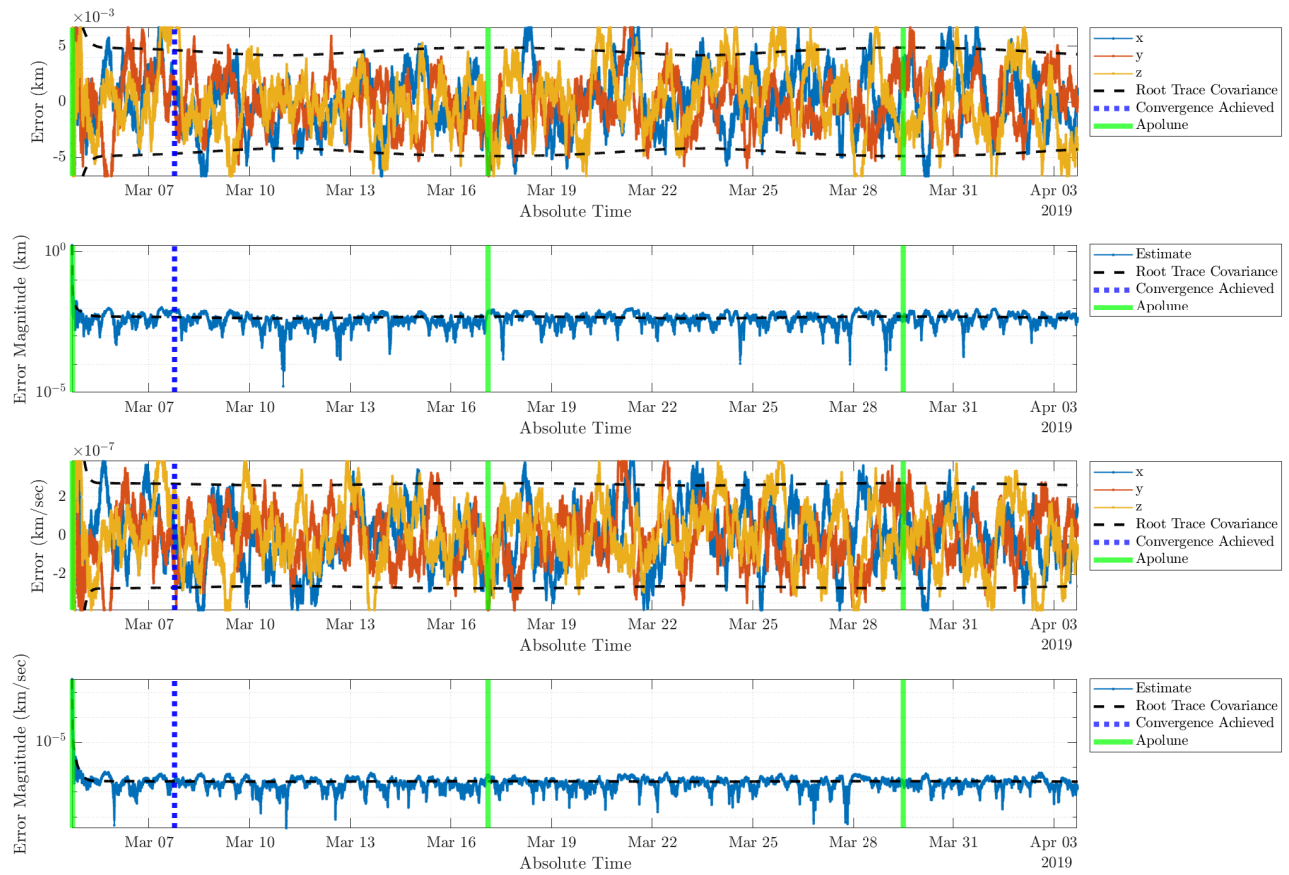 ×10⁻³
Error (km)
5
0
-5
Mar 07 Mar 10 Mar 13 Mar 16 Mar 19 Mar 22 Mar 25 Mar 28 Mar 31 Apr 03
Absolute Time
2019
x
y
z
Root Trace Covariance
Convergence Achieved
Apolune
Error Magnitude (km)
10⁰
10⁻⁵
Mar 07 Mar 10 Mar 13 Mar 16 Mar 19 Mar 22 Mar 25 Mar 28 Mar 31 Apr 03
Absolute Time
2019
Estimate
Root Trace Covariance
Convergence Achieved
Apolune
×10⁻⁷
Error (km/sec)
2
0
-2
Mar 07 Mar 10 Mar 13 Mar 16 Mar 19 Mar 22 Mar 25 Mar 28 Mar 31 Apr 03
Absolute Time
2019
x
y
z
Root Trace Covariance
Convergence Achieved
Apolune
Error Magnitude (km/sec)
10⁻⁵
Mar 07 Mar 10 Mar 13 Mar 16 Mar 19 Mar 22 Mar 25 Mar 28 Mar 31 Apr 03
Absolute Time
2019
Estimate
Root Trace Covariance
Convergence Achieved
Apolune